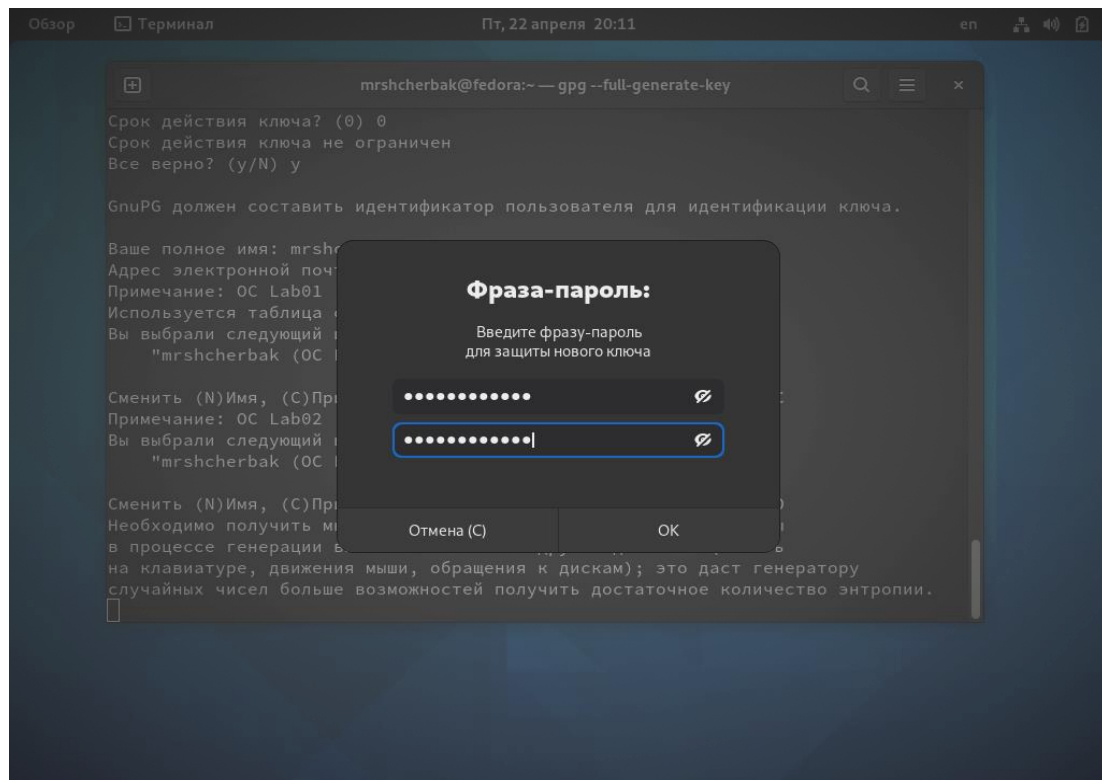 Обзор
Терминал
Пт, 22 апреля 20:11
en
mrshcherbak@fedora:~ — gpg --full-generate-key
Срок действия ключа? (0) 0
Срок действия ключа не ограничен
Все верно? (y/N) y
GnuPG должен составить идентификатор пользователя для идентификации ключа.
Ваше полное имя:
Адрес электронной
Примечание: ОС Lab01
Используется таблица
Вы выбрали следующий
"mrshcherbak (ОС
Сменить (N)Имя,
Примечание: ОС Lab02
Вы выбрали следующий
"mrshcherbak (ОС
Сменить (N)Имя,
Необходимо получить
в процессе генерации
на клавиатуре, движения мыши, обращения к дискам); это даст генератору
случайных чисел больше возможностей получить достаточное количество энтропии.
Фраза-пароль:
Введите фразу-пароль
для защиты нового ключа
••••••••••••
••••••••••••
Отмена (C)
OK